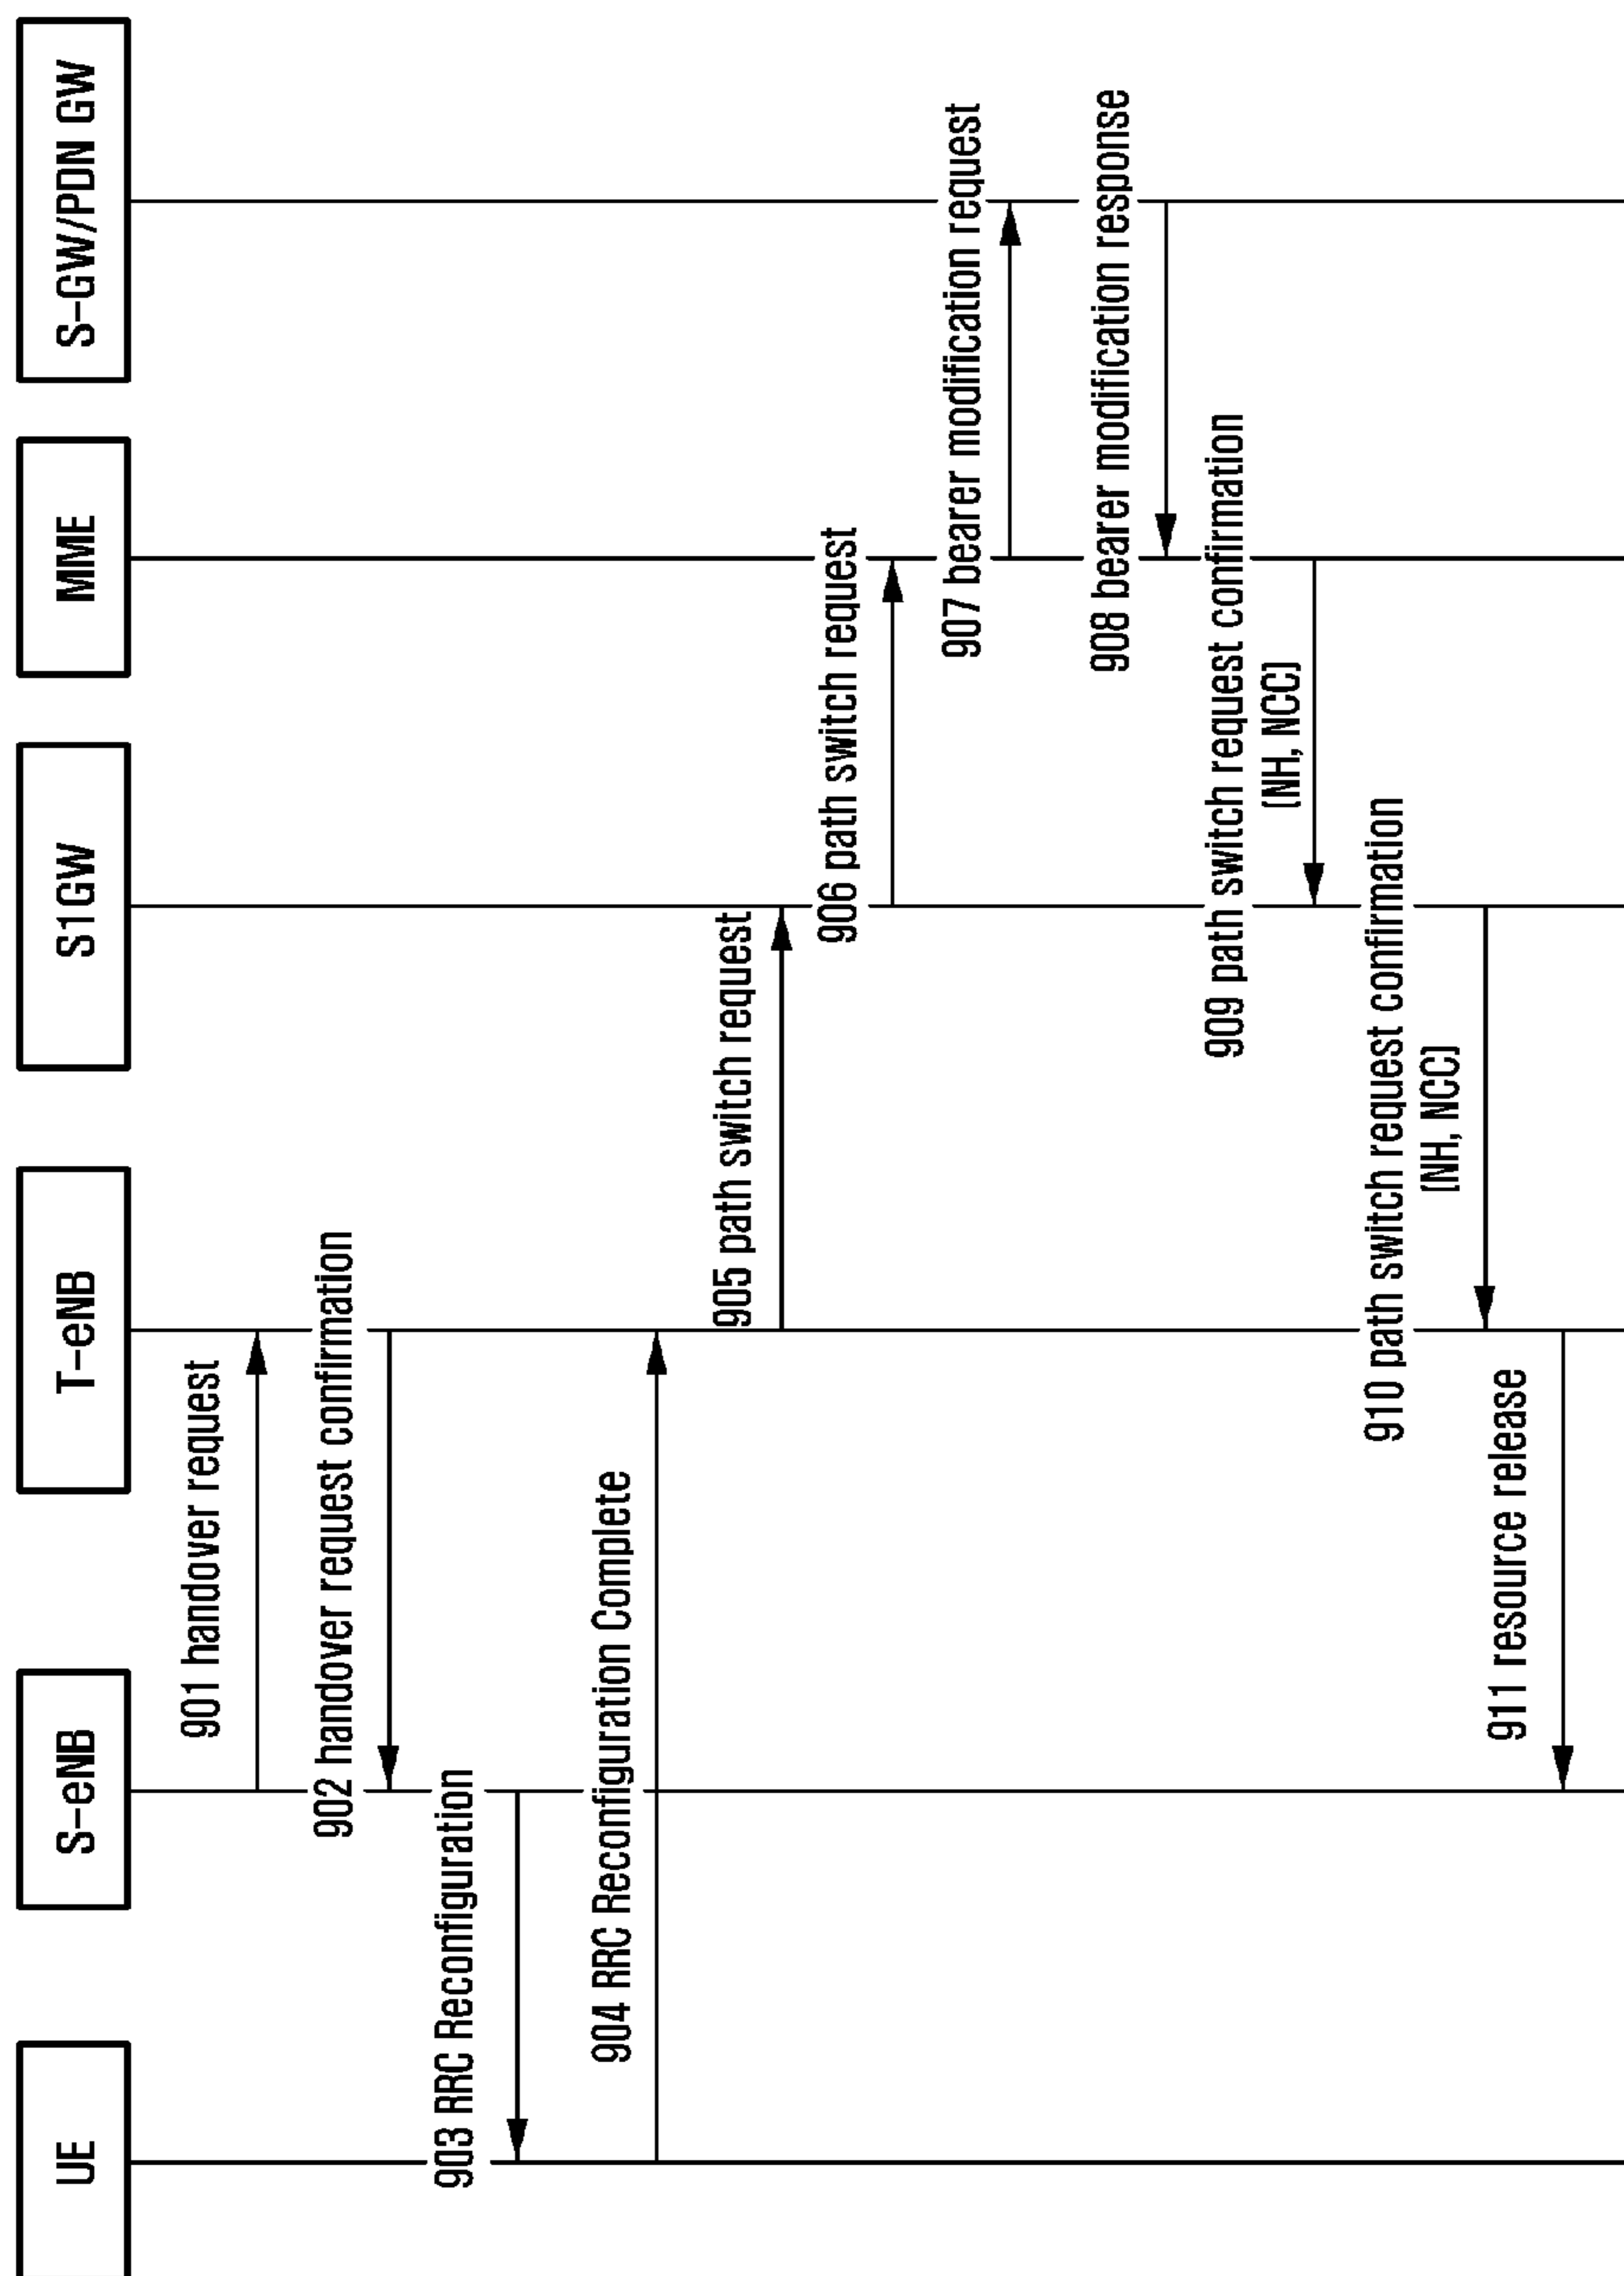 UE
S-eNB
T-eNB
S1GW
MME
S-GW/PDN GW
901 handover request
902 handover request confirmation
903 RRC Reconfiguration
904 RRC Reconfiguration Complete
905 path switch request
906 path switch request
907 bearer modification request
908 bearer modification response
909 path switch request confirmation
(NH, NCC)
910 path switch request confirmation
(NH, NCC)
911 resource release